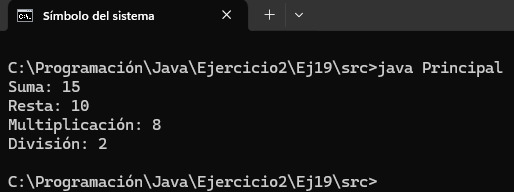 Símbolo del sistema
C:\Programación\Java\Ejercicio2\Ej19\src>java Principal
Suma: 15
Resta: 10
Multiplicación: 8
División: 2
C:\Programación\Java\Ejercicio2\Ej19\src>